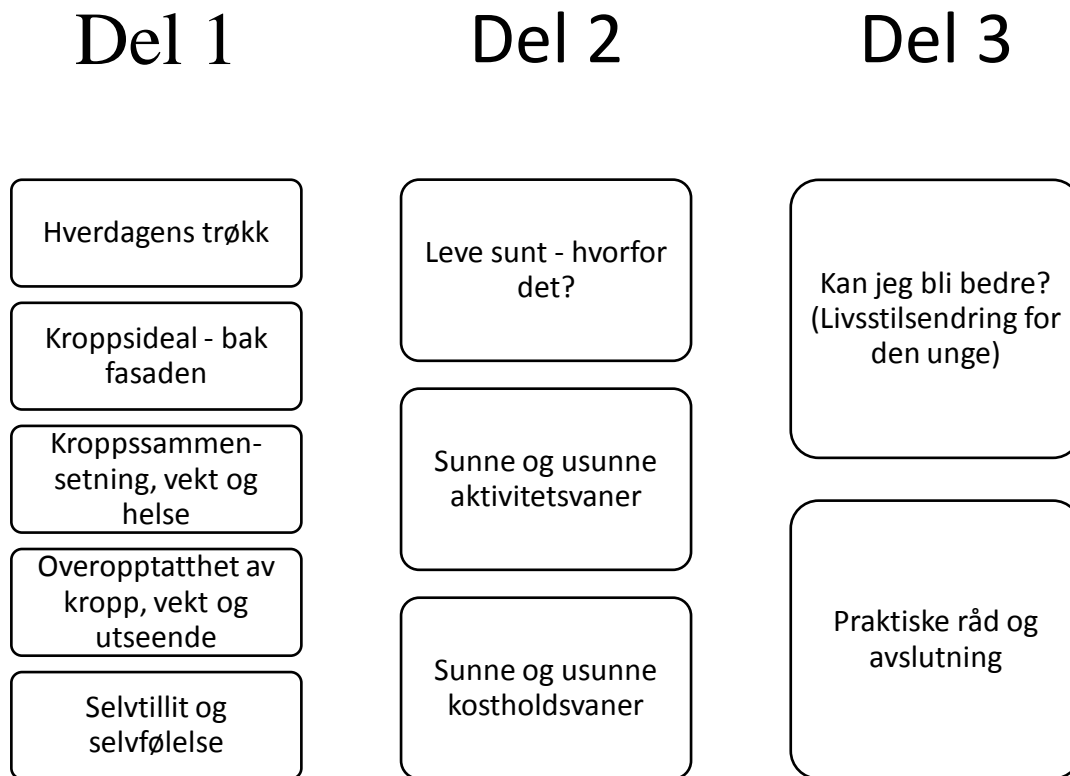 Del 1
Hverdagens trøkk
Kroppsideal - bak
fasaden
Kroppssammen-
setning, vekt og
helse
Overopptatthet av
kropp, vekt og
utseende
Selvtillit og
selvfølelse
Del 2
Leve sunt - hvorfor
det?
Sunne og usunne
aktivitetsvaner
Sunne og usunne
kostholdsvaner
Del 3
Kan jeg bli bedre?
(Livsstilsendring for
den unge)
Praktiske råd og
avslutning